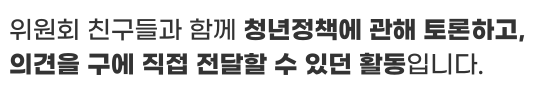 위원회 친구들과 함께 청년정책에 관해 토론하고,
의견을 구에 직접 전달할 수 있던 활동입니다.